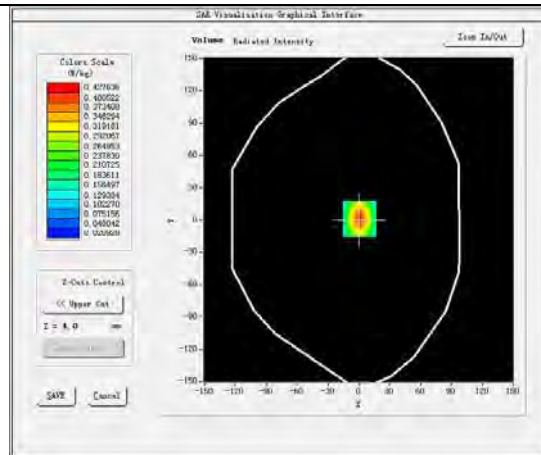 SAR Visualisation Graphical Interface
Volume Radiated Intensity
Zoom In/Out
Colors Scale
(W/kg)
0.427636
0.400522
0.373408
0.346294
0.319181
0.292067
0.264953
0.237839
0.210725
0.183611
0.156497
0.129384
0.102270
0.075156
0.048042
0.020928
150
120
90
60
30
0
-30
-60
-90
-120
-150
Y
-150 -120 -90 -60 -30 0 30 60 90 120 150
X
Z-Cuts Control
<< Upper Cut
Z = 4.0 mm
SAVE Cancel